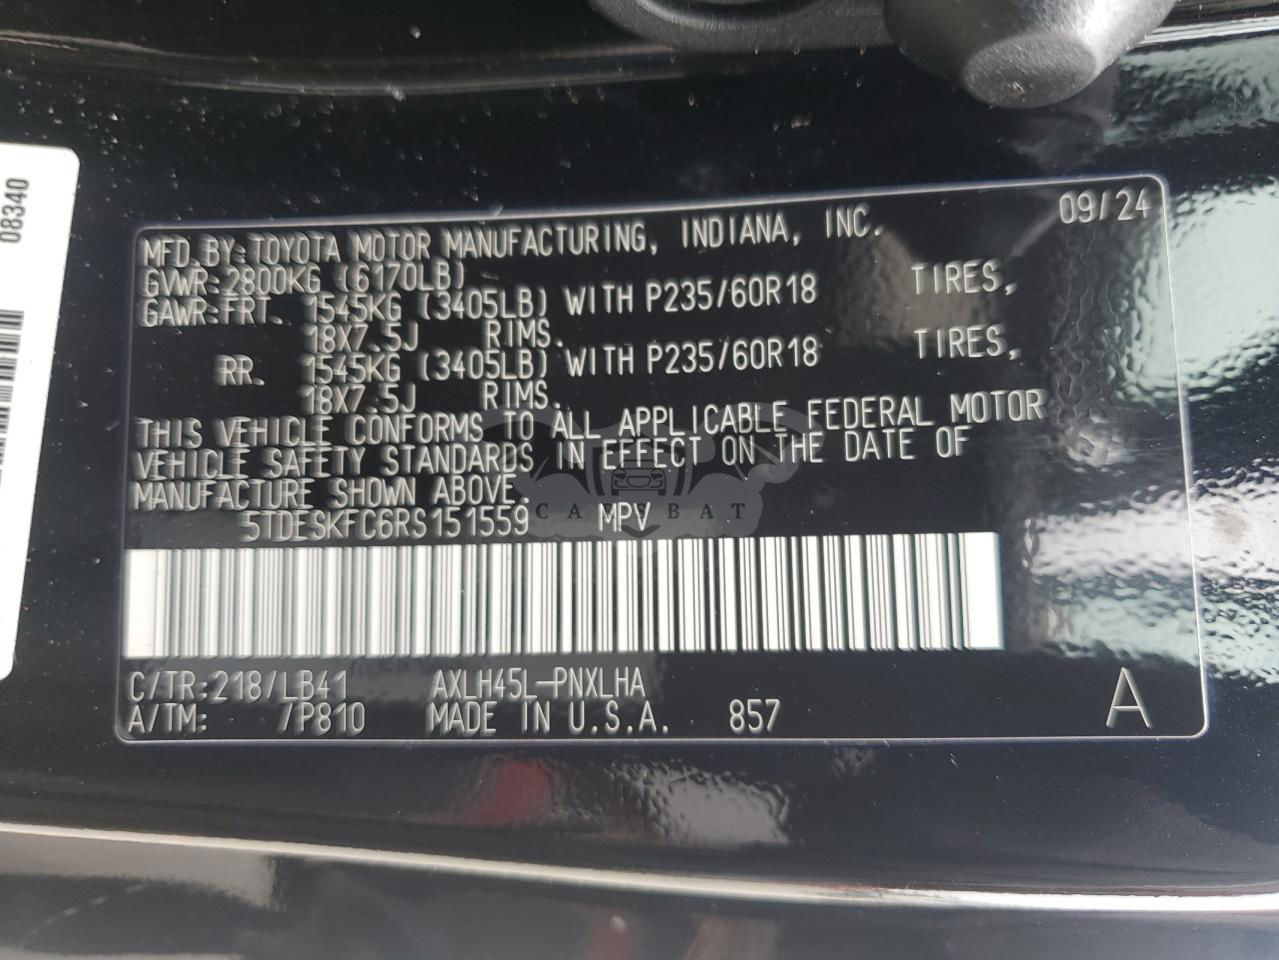 08340
09/24
MFD.BY:TOYOTA MOTOR MANUFACTURING, INDIANA, INC.
GVWR:2800KG (6170LB)
GAWR:FRT. 1545KG (3405LB) WITH P235/60R18 TIRES,
18X7.5J RIMS.
RR. 1545KG (3405LB) WITH P235/60R18 TIRES,
18X7.5J RIMS.
THIS VEHICLE CONFORMS TO ALL APPLICABLE FEDERAL MOTOR
VEHICLE SAFETY STANDARDS IN EFFECT ON THE DATE OF
MANUFACTURE SHOWN ABOVE.
5TDESKFC6RS151559 MPV
CARSBAT
C/TR:218/LB41 AXLH45L-PNXLHA
A/TM: /P810 MADE IN U.S.A. 857
A